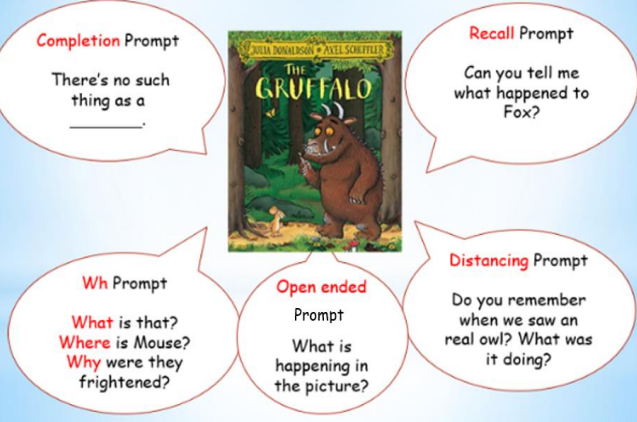 Completion Prompt
There's no such
thing as a
__________.
JULIA DONALDSON • AXEL SCHEFFLER
THE
GRUFFALO
Recall Prompt
Can you tell me
what happened to
Fox?
Wh Prompt
What is that?
Where is Mouse?
Why were they
frightened?
Open ended
Prompt
What is
happening in
the picture?
Distancing Prompt
Do you remember
when we saw an
real owl? What was
it doing?